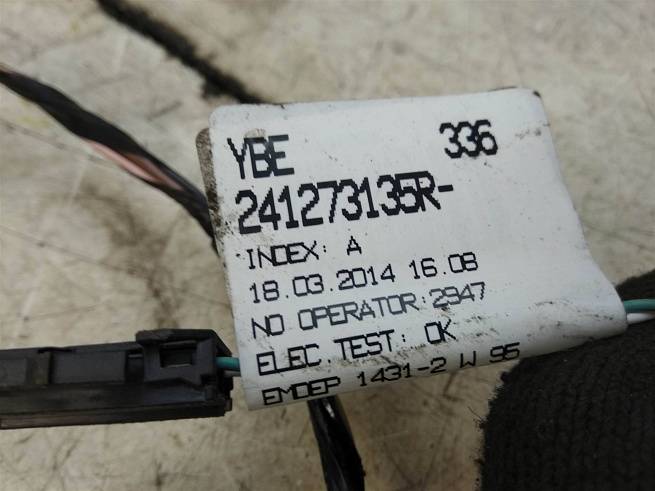 YBE 336
241273135R-
INDEX: A
18.03.2014 16.08
NO OPERATOR:2947
ELEC.TEST: OK
EMDEP 1431-2 W 95